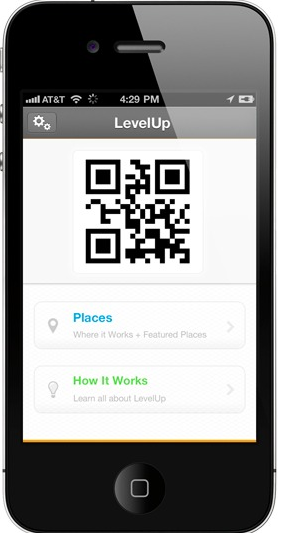 AT&T 4:29 PM
LevelUp
Places
Where it Works + Featured Places
How It Works
Learn all about LevelUp